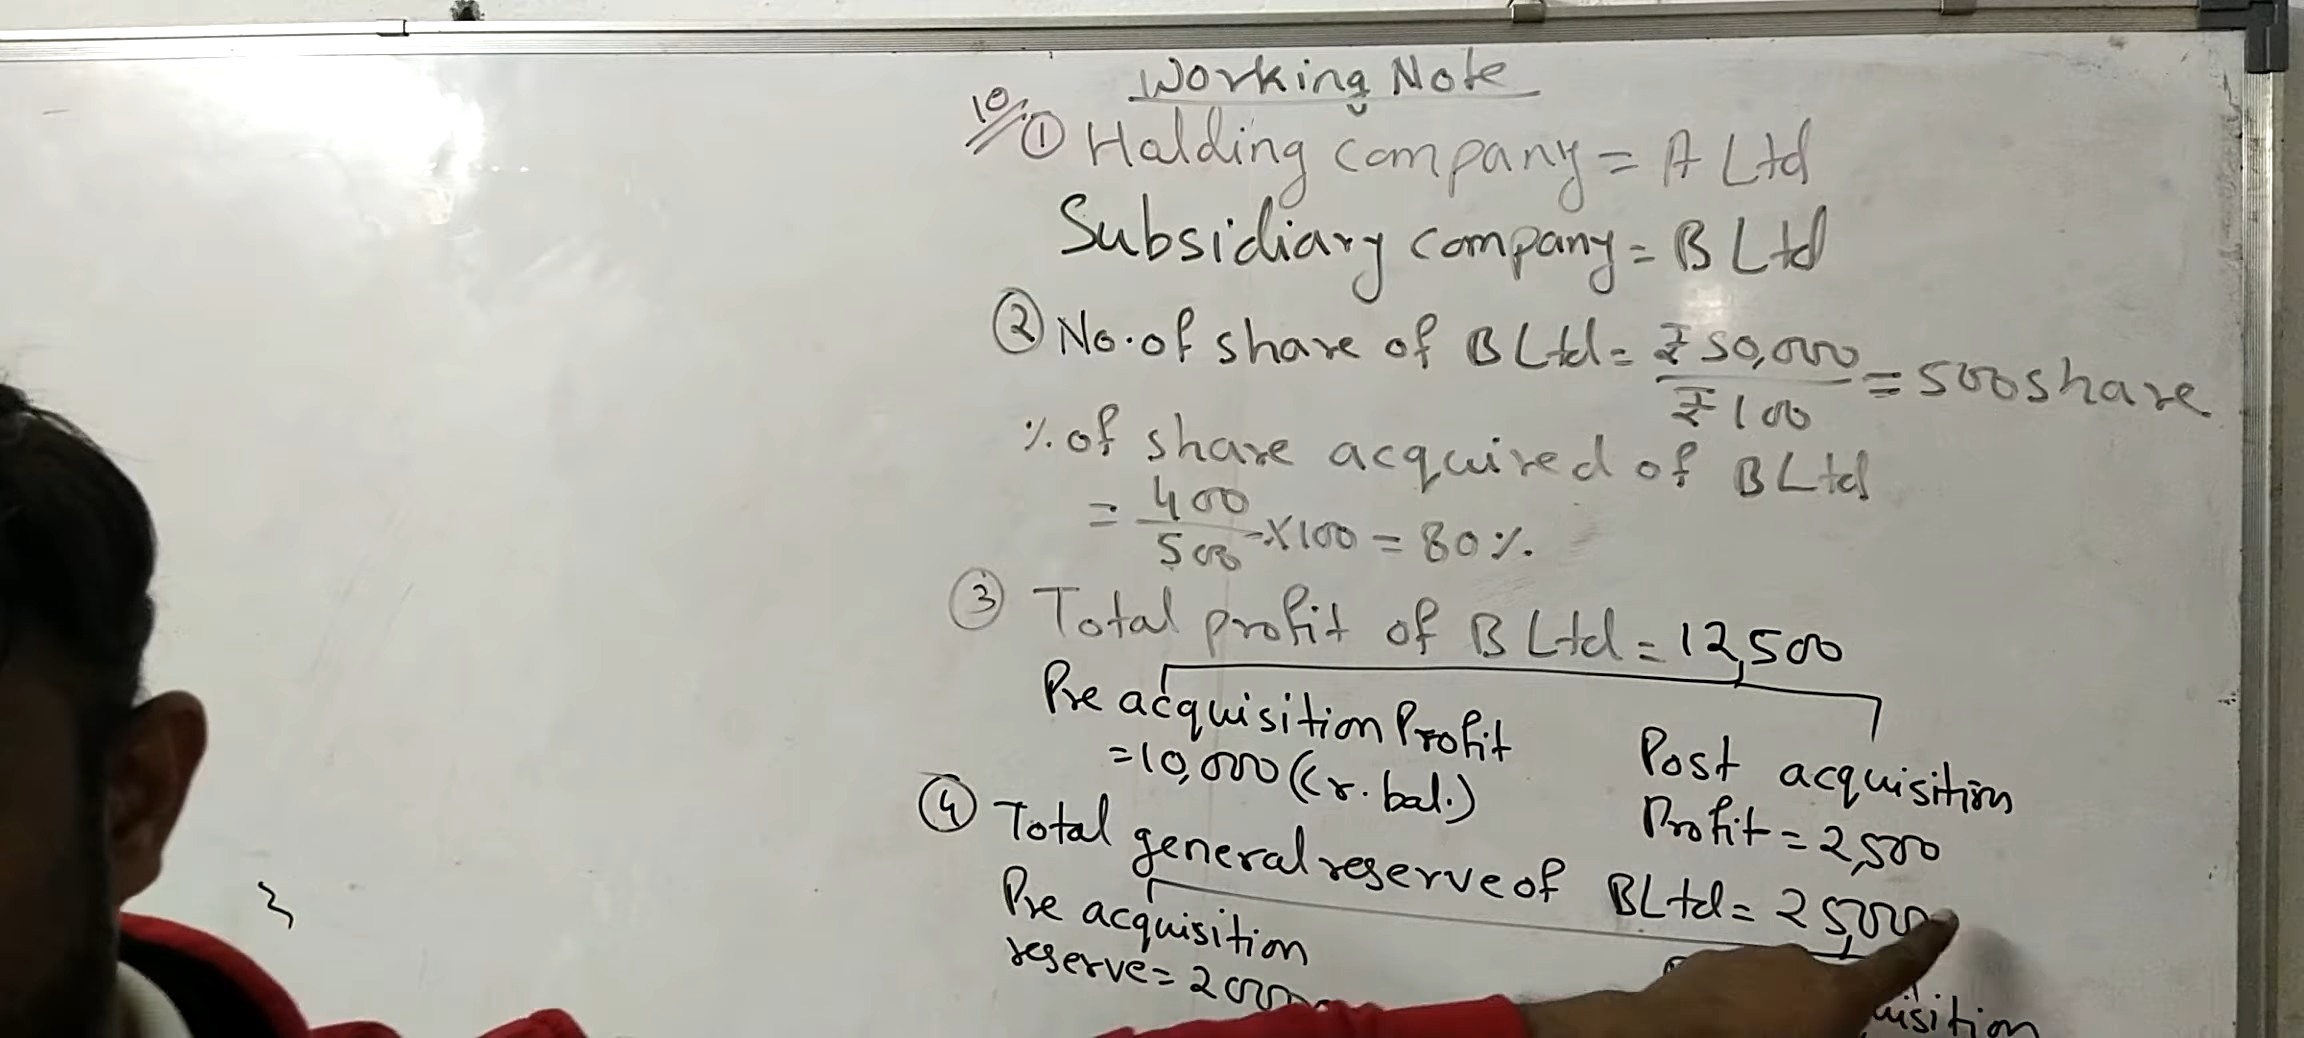 Working Note
10/ ① Halding company = A Ltd
Subsidiary company = B Ltd
② No. of share of B Ltd = ₹50,000 / ₹100 = 500 share
% of share acquired of B Ltd
= 400/500 × 100 = 80%.
③ Total profit of B Ltd = 12,500
Pre acquisition Profit
= 10,000 (Cr. bal.)
Post acquisition
Profit = 2,500
④ Total general reserve of B Ltd = 25,000
Pre acquisition
reserve =